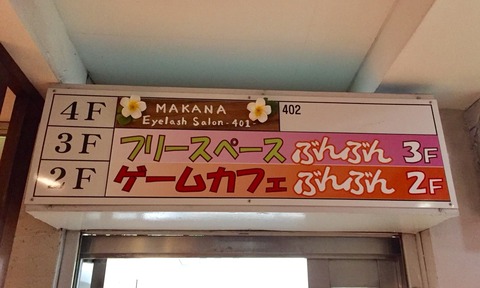 4F MAKANA 402
Eyelash Salon-401-
3F フリースペース ぶんぶん 3F
2F ゲームカフェ ぶんぶん 2F